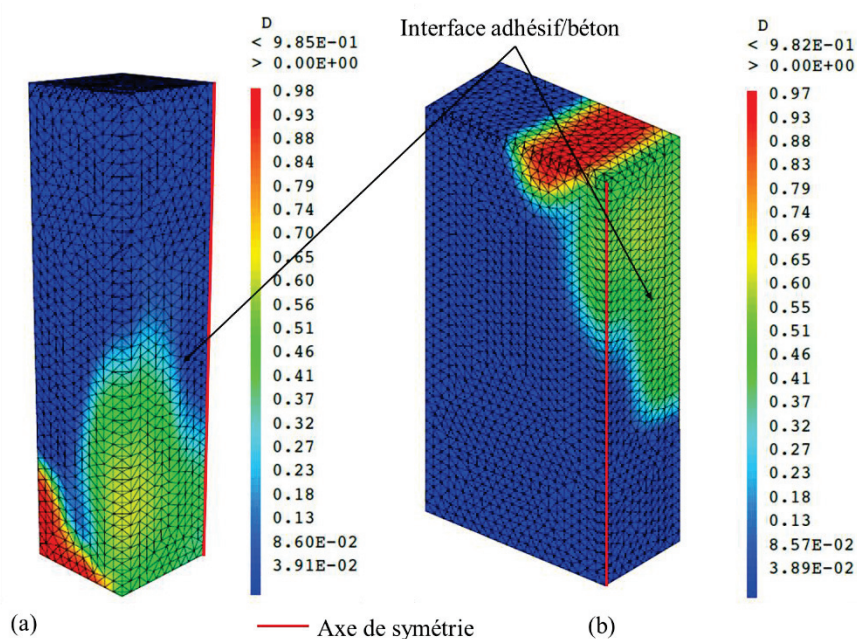 Interface adhésif/béton
D
< 9.85E-01
> 0.00E+00
0.98
0.93
0.88
0.84
0.79
0.74
0.70
0.65
0.60
0.56
0.51
0.46
0.41
0.37
0.32
0.27
0.23
0.18
0.13
8.60E-02
3.91E-02
D
< 9.82E-01
> 0.00E+00
0.97
0.93
0.88
0.83
0.79
0.74
0.69
0.65
0.60
0.55
0.51
0.46
0.41
0.37
0.32
0.27
0.23
0.18
0.13
8.57E-02
3.89E-02
(a)
Axe de symétrie
(b)